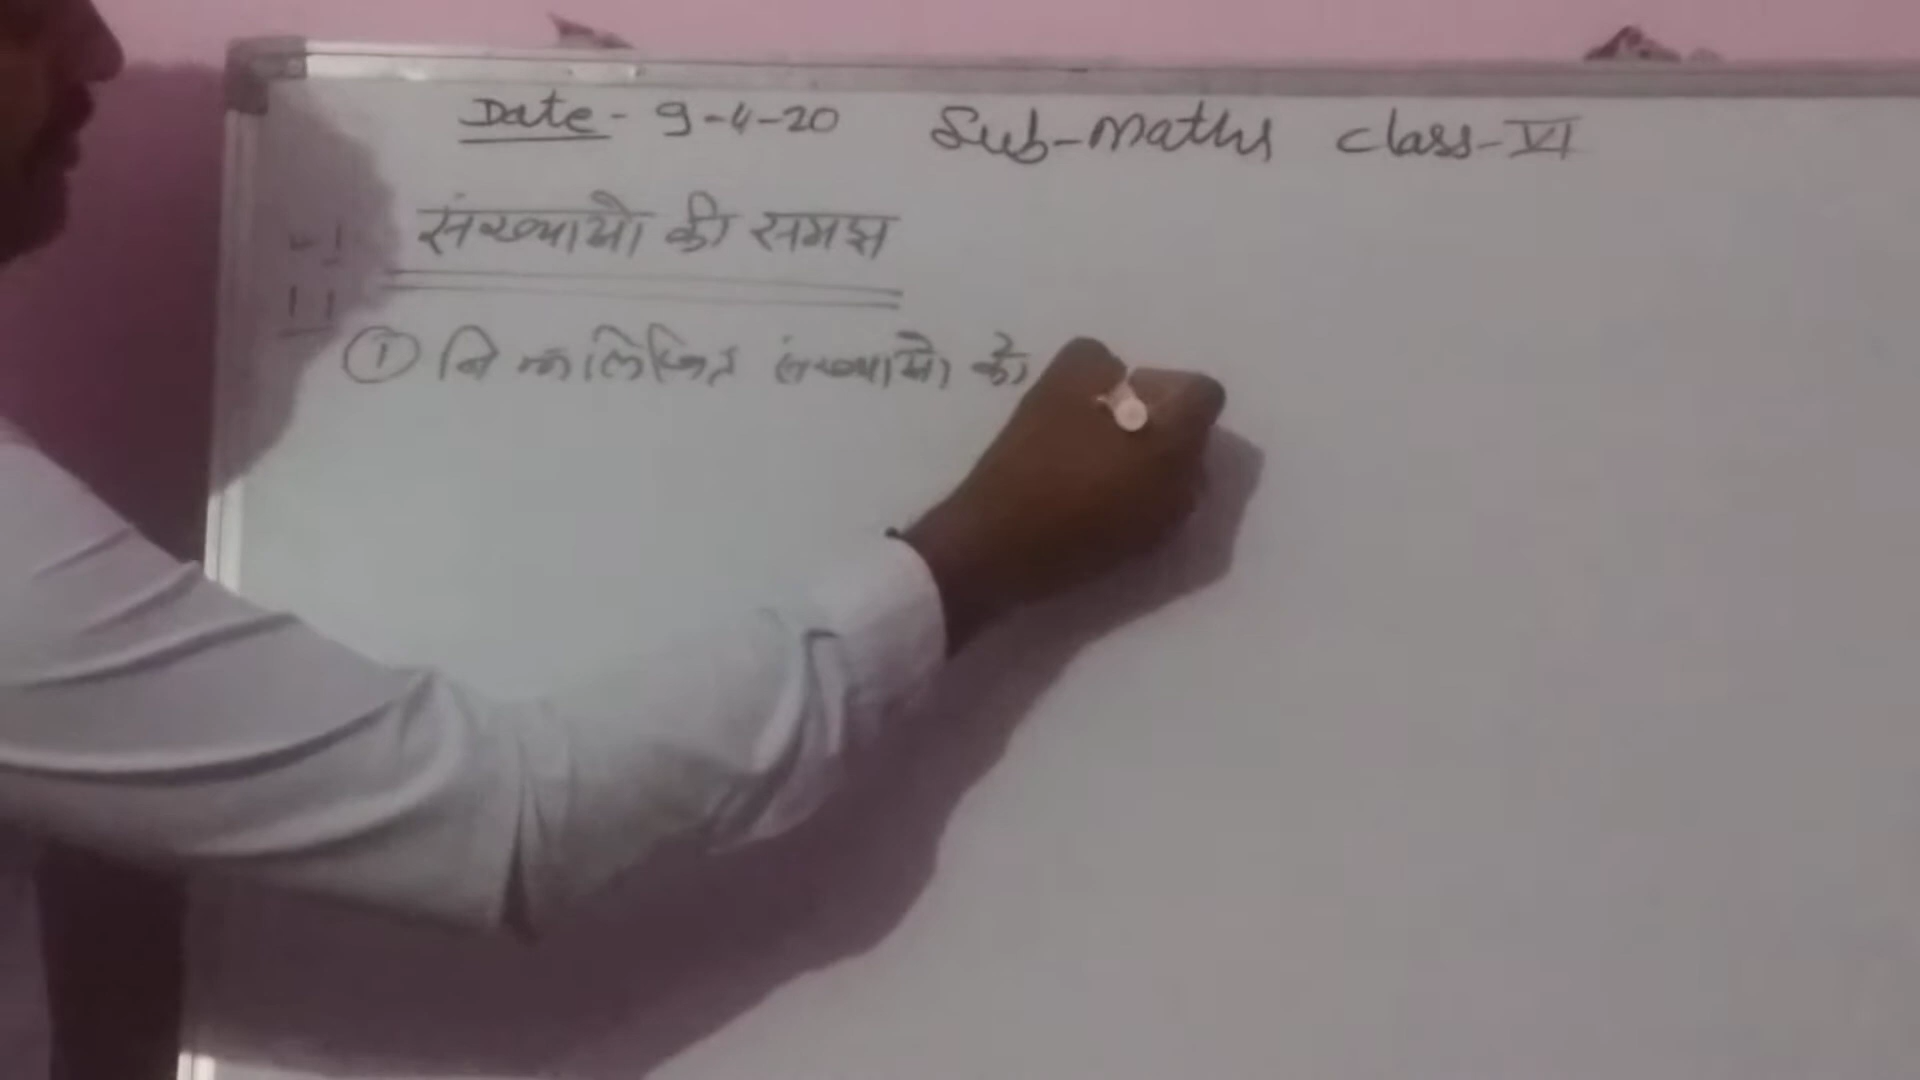 Date - 9-4-20 Sub-Maths Class-VI
संख्याओ की समझ
① निम्नलिखित संख्याओ को